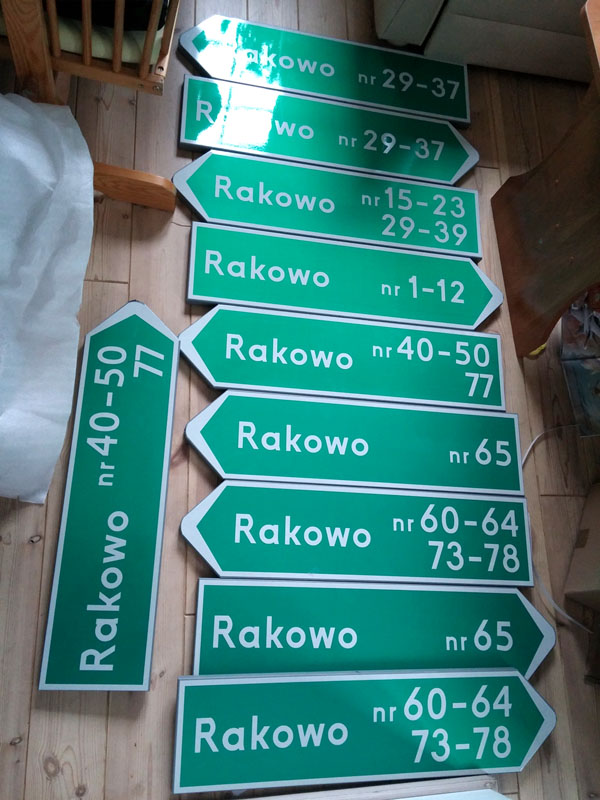 Rakowo nr 29-37
Rakowo nr 29-37
Rakowo nr 15-23
29-39
Rakowo nr 1-12
Rakowo nr 40-50
77
Rakowo nr 65
Rakowo nr 60-64
73-78
Rakowo nr 65
Rakowo nr 60-64
73-78
Rakowo nr 40-50
77